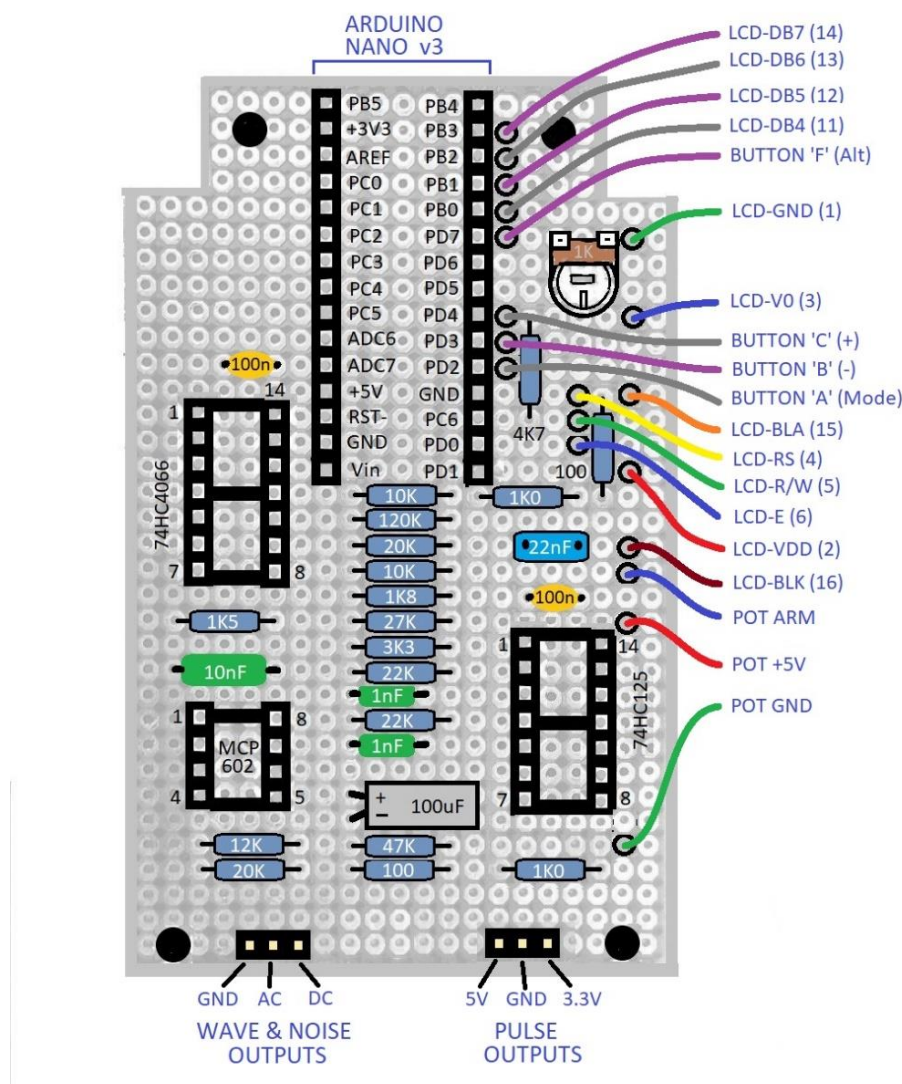 ARDUINO
NANO v3
LCD-DB7 (14)
LCD-DB6 (13)
LCD-DB5 (12)
LCD-DB4 (11)
BUTTON 'F' (Alt)
LCD-GND (1)
LCD-V0 (3)
BUTTON 'C' (+)
BUTTON 'B' (-)
BUTTON 'A' (Mode)
LCD-BLA (15)
LCD-RS (4)
LCD-R/W (5)
LCD-E (6)
LCD-VDD (2)
LCD-BLK (16)
POT ARM
POT +5V
POT GND
PB5 PB4
+3V3 PB3
AREF PB2
PC0 PB1
PC1 PB0
PC2 PD7
PC3 PD6
PC4 PD5
PC5 PD4
ADC6 PD3
ADC7 PD2
+5V GND
RST- PC6
GND PD0
Vin PD1
1K
4K7
100
100n
14
1
74HC4066
7 8
1K5
10nF
1 8
MCP
602
4 5
12K
20K
10K
120K
20K
10K
1K8
27K
3K3
22K
1nF
22K
1nF
+
−
100uF
47K
100
1K0
22nF
100n
1 14
74HC125
7 8
1K0
GND AC DC
WAVE & NOISE
OUTPUTS
5V GND 3.3V
PULSE
OUTPUTS